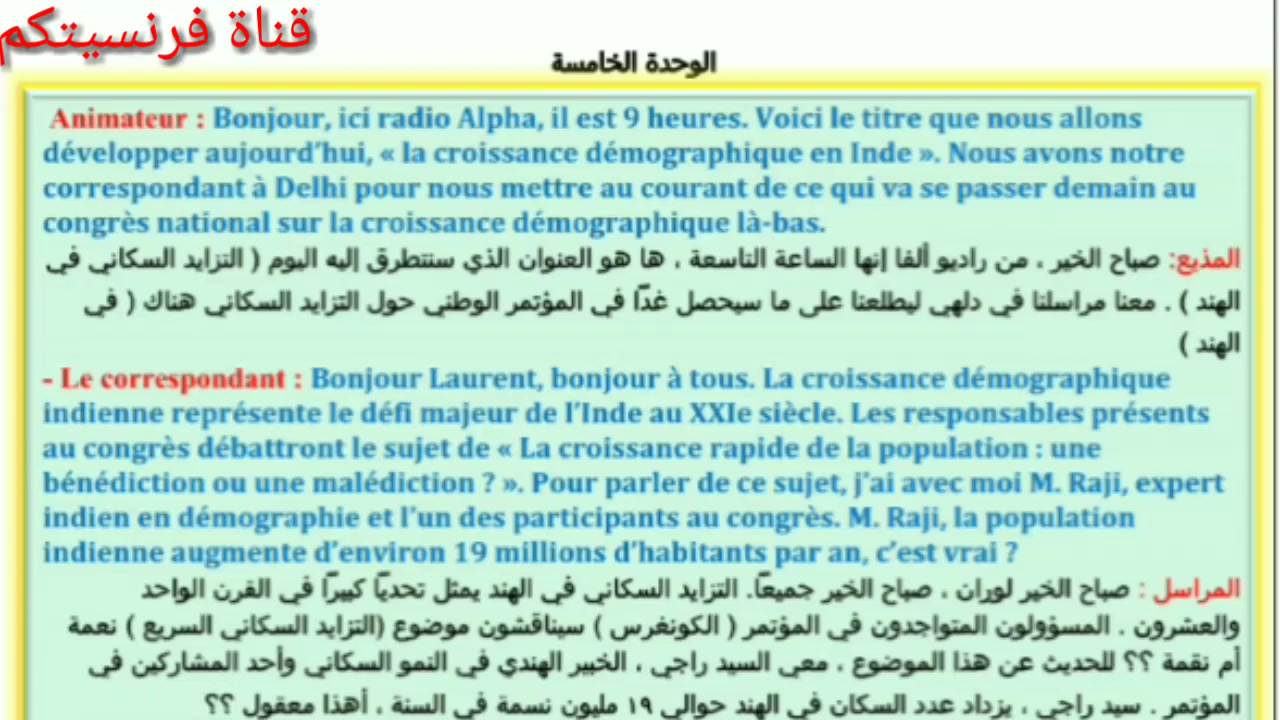 قناة فرنسيتكم
الوحدة الخامسة
Animateur : Bonjour, ici radio Alpha, il est 9 heures. Voici le titre que nous allons
développer aujourd'hui, « la croissance démographique en Inde ». Nous avons notre
correspondant à Delhi pour nous mettre au courant de ce qui va se passer demain au
congrès national sur la croissance démographique là-bas.
المذيع: صباح الخير ، من راديو ألفا إنها الساعة التاسعة ، ها هو العنوان الذي سنتطرق إليه اليوم ( التزايد السكاني في
الهند ) . معنا مراسلنا في دلهي ليطلعنا على ما سيحصل غداً في المؤتمر الوطني حول التزايد السكاني هناك ( في
الهند )
- Le correspondant : Bonjour Laurent, bonjour à tous. La croissance démographique
indienne représente le défi majeur de l'Inde au XXIe siècle. Les responsables présents
au congrès débattront le sujet de « La croissance rapide de la population : une
bénédiction ou une malédiction ? ». Pour parler de ce sujet, j'ai avec moi M. Raji, expert
indien en démographie et l'un des participants au congrès. M. Raji, la population
indienne augmente d'environ 19 millions d'habitants par an, c'est vrai ?
المراسل : صباح الخير لوران ، صباح الخير جميعاً. التزايد السكاني في الهند يمثل تحدياً كبيراً في القرن الواحد
والعشرون . المسؤولون المتواجدون في المؤتمر ( الكونغرس ) سيناقشون موضوع (التزايد السكاني السريع ) نعمة
أم نقمة ؟؟ للحديث عن هذا الموضوع ، معي السيد راجي ، الخبير الهندي في النمو السكاني وأحد المشاركين في
المؤتمر . سيد راجي ، يزداد عدد السكان في الهند حوالي ١٩ مليون نسمة في السنة ، أهذا معقول ؟؟